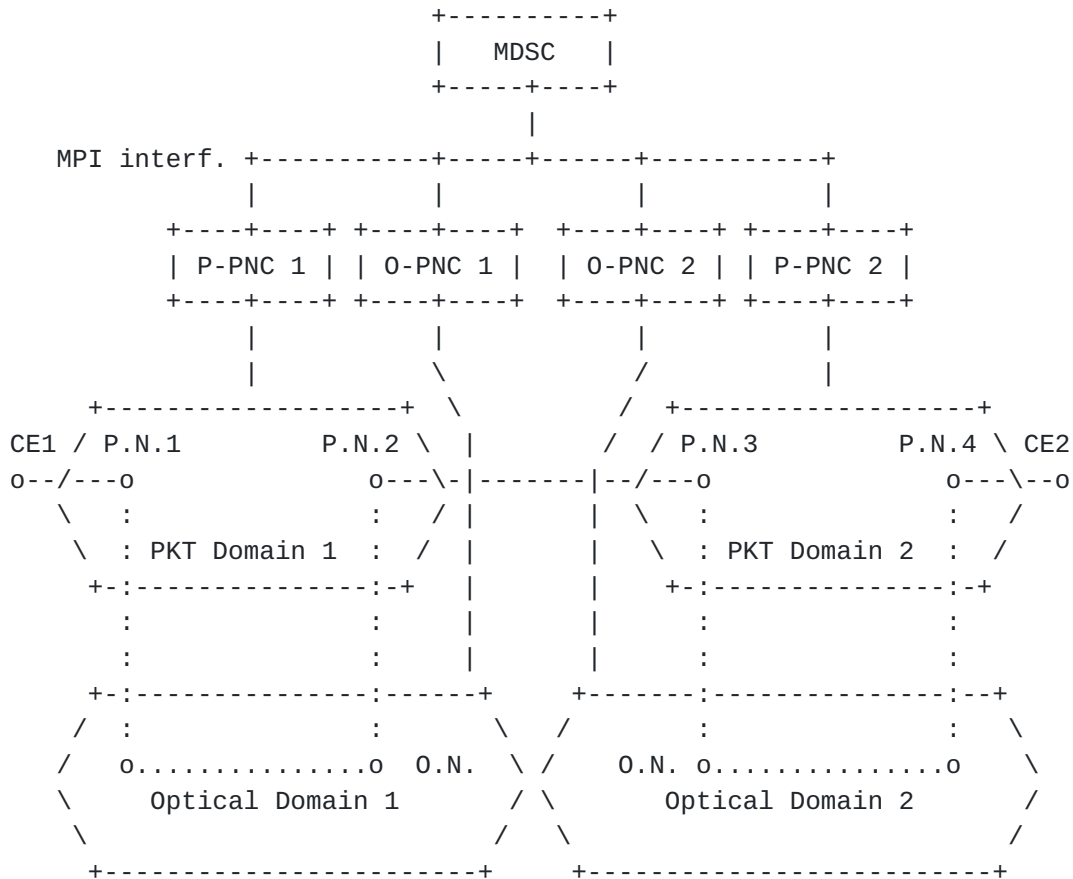 MDSC
MPI interf.
P-PNC 1 O-PNC 1 O-PNC 2 P-PNC 2
CE1 P.N.1 P.N.2 P.N.3 P.N.4 CE2
PKT Domain 1 PKT Domain 2
O.N. O.N.
Optical Domain 1 Optical Domain 2